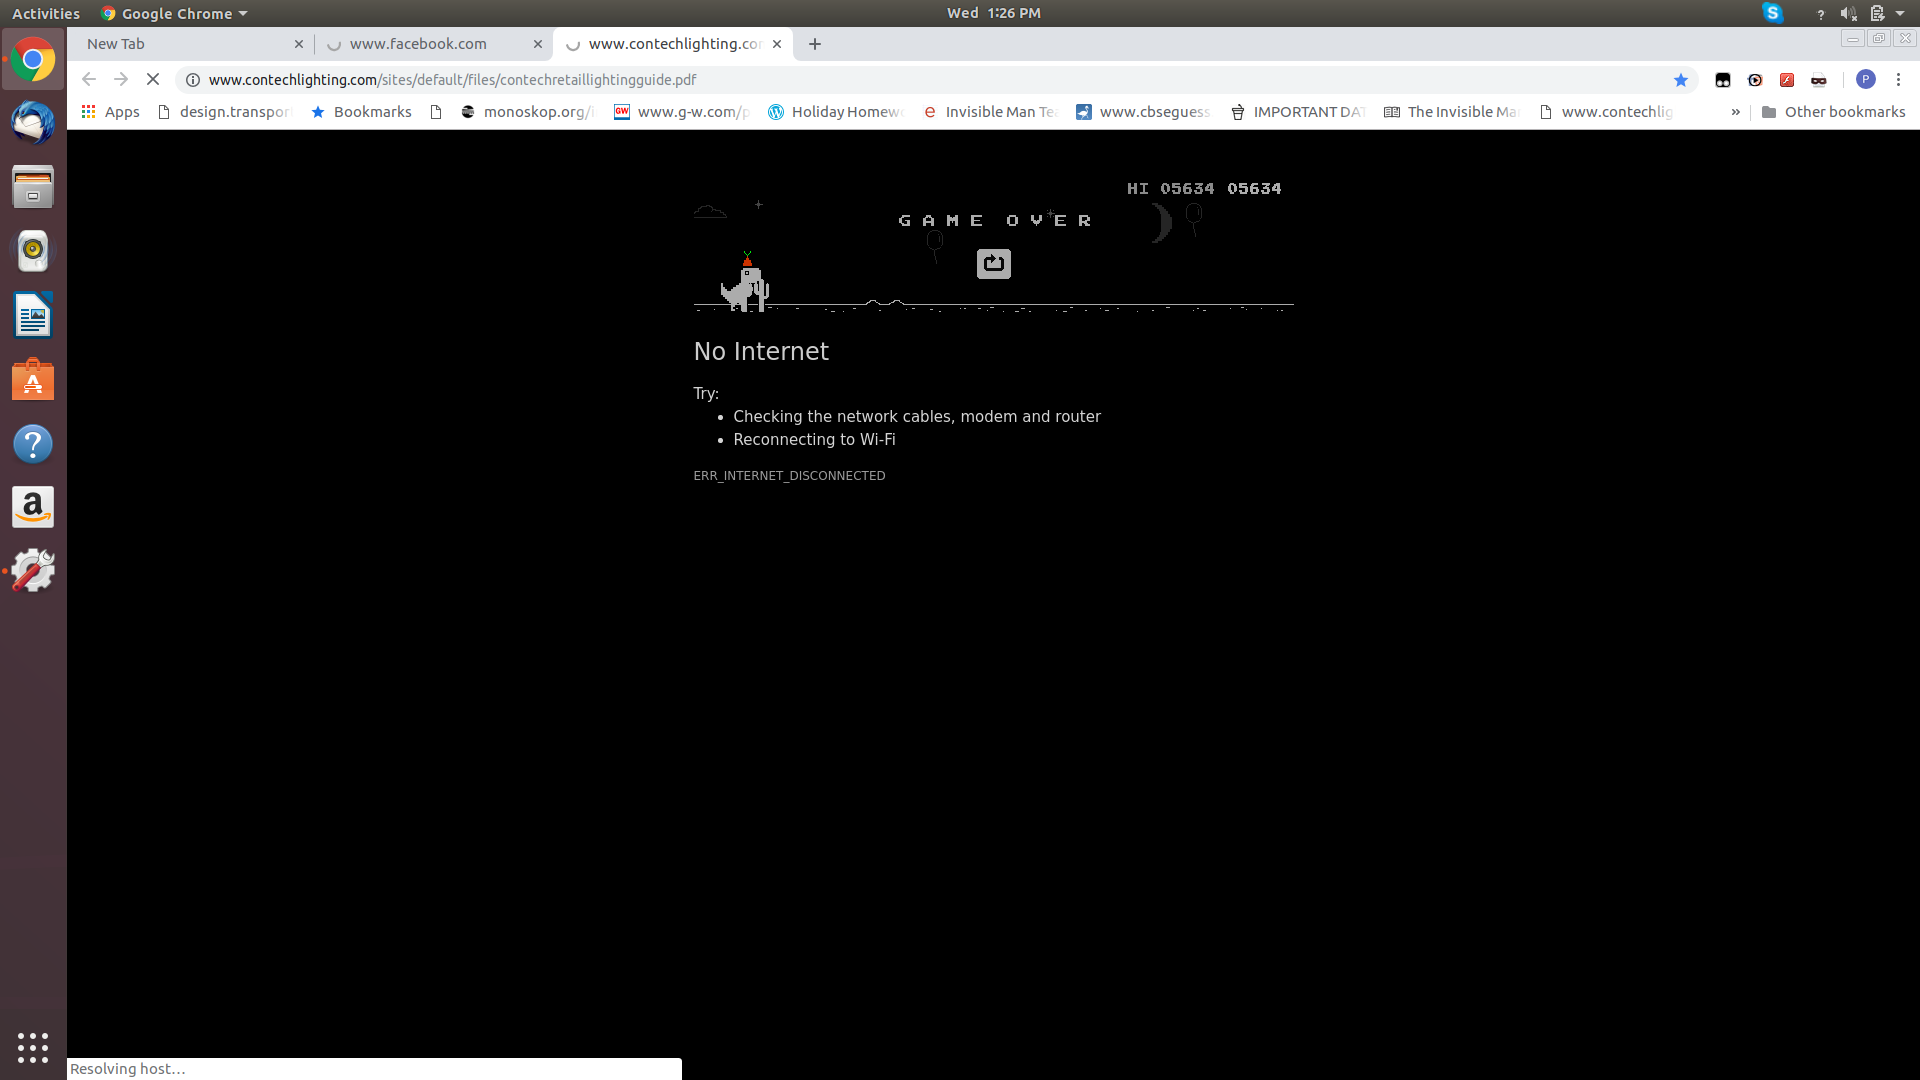 Activities Google Chrome Wed 1:26 PM S ?
New Tab www.facebook.com www.contechlighting.co
www.contechlighting.com/sites/default/files/contechretaillightingguide.pdf P
Apps design.transpor Bookmarks monoskop.org/i GW www.g-w.com/p Holiday Homew e Invisible Man Tea www.cbseguess IMPORTANT DAT The Invisible Ma www.contechlig » Other bookmarks
HI 05634 05634
GAME OVER
No Internet
Try:
• Checking the network cables, modem and router
• Reconnecting to Wi-Fi
ERR_INTERNET_DISCONNECTED
A
?
a
Resolving host...